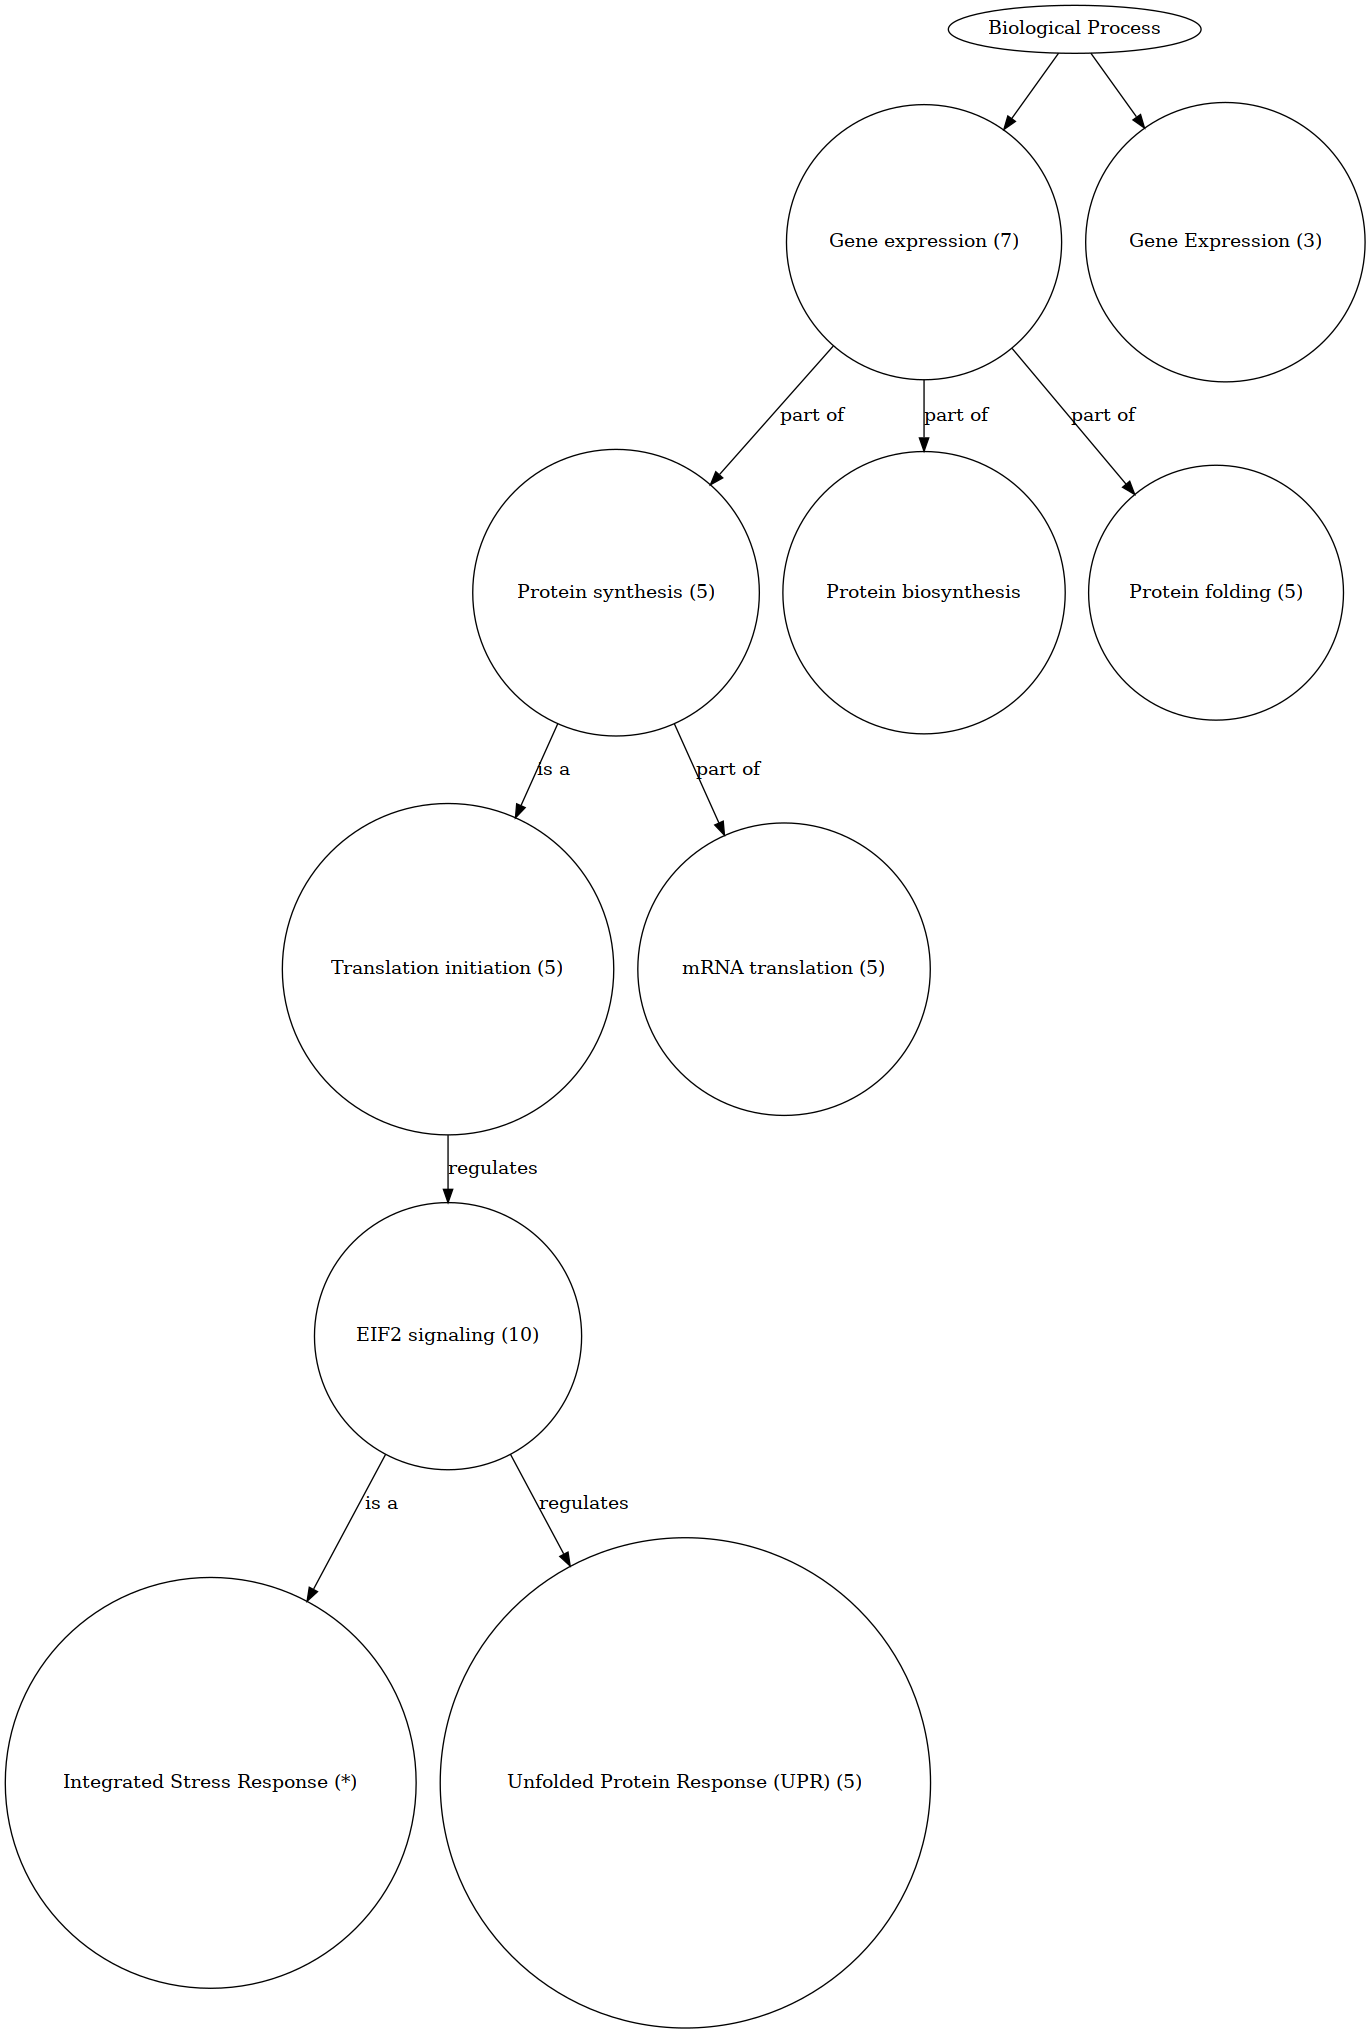 Biological Process
Gene expression (7)
Gene Expression (3)
part of
part of
part of
Protein synthesis (5)
Protein biosynthesis
Protein folding (5)
is a
part of
Translation initiation (5)
mRNA translation (5)
regulates
EIF2 signaling (10)
is a
regulates
Integrated Stress Response (*)
Unfolded Protein Response (UPR) (5)